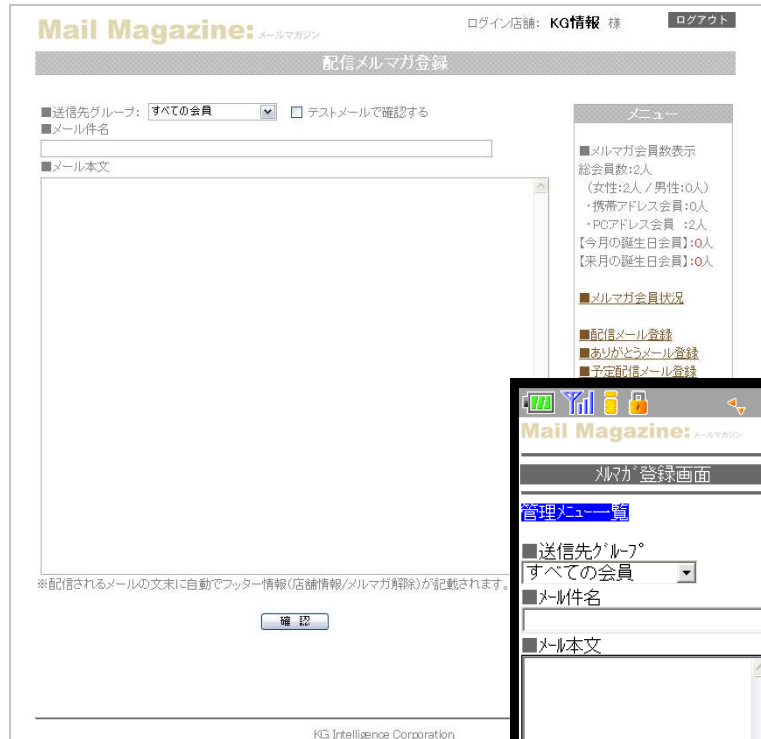 Mail Magazine: メールマガジン
ログイン店舗: KG情報 様
ログアウト
配信メルマガ登録
■送信先グループ: すべての会員 □ テストメールで確認する
■メール件名
■メール本文
※配信されるメールの文末に自動でフッター情報(店舗情報/メルマガ解除)が記載されます。
確 認
メニュー
■メルマガ会員数表示
総会員数:2人
(女性:2人 / 男性:0人)
・携帯アドレス会員:0人
・PCアドレス会員 :2人
【今月の誕生日会員】:0人
【来月の誕生日会員】:0人
■メルマガ会員状況
■配信メール登録
■ありがとうメール登録
■予定配信メール登録
Mail Magazine: メールマガジン
ﾒﾙﾏｶﾞ登録画面
管理ﾒﾆｭｰ一覧
■送信先ｸﾞﾙｰﾌﾟ
すべての会員
■ﾒｰﾙ件名
■ﾒｰﾙ本文
KG Intelligence Corporation